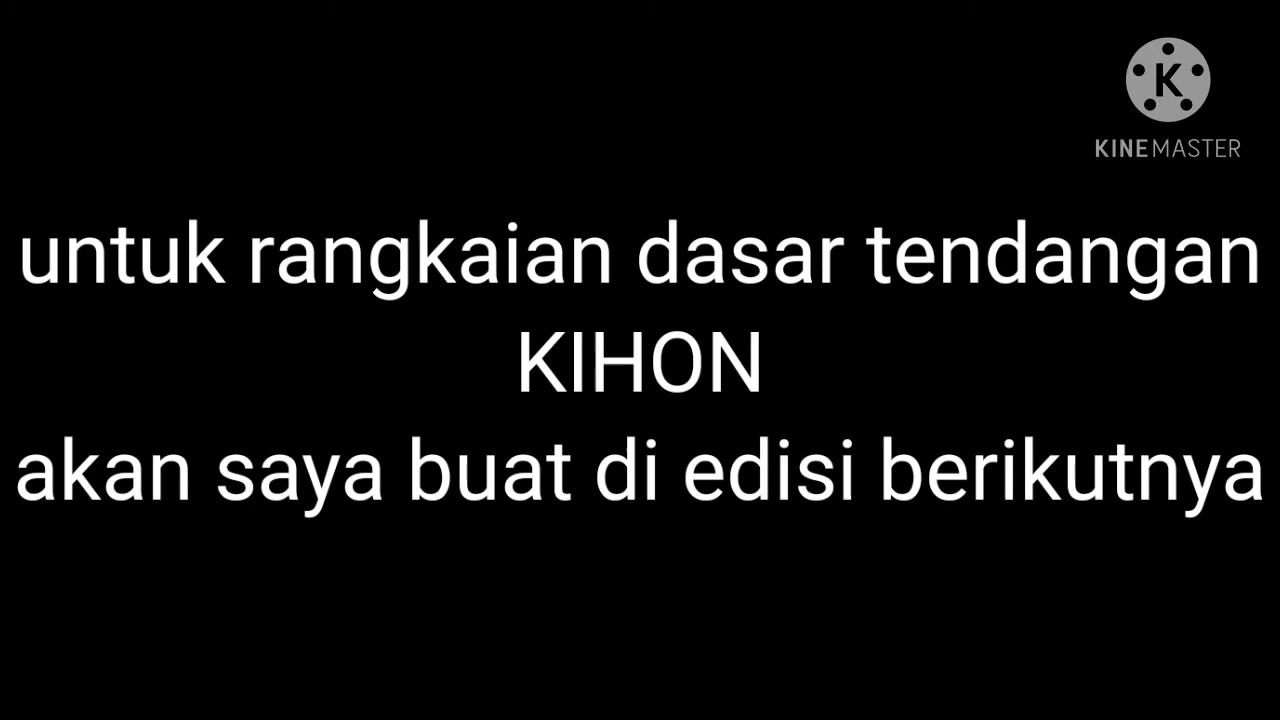 K
KINEMASTER
untuk rangkaian dasar tendangan
KIHON
akan saya buat di edisi berikutnya